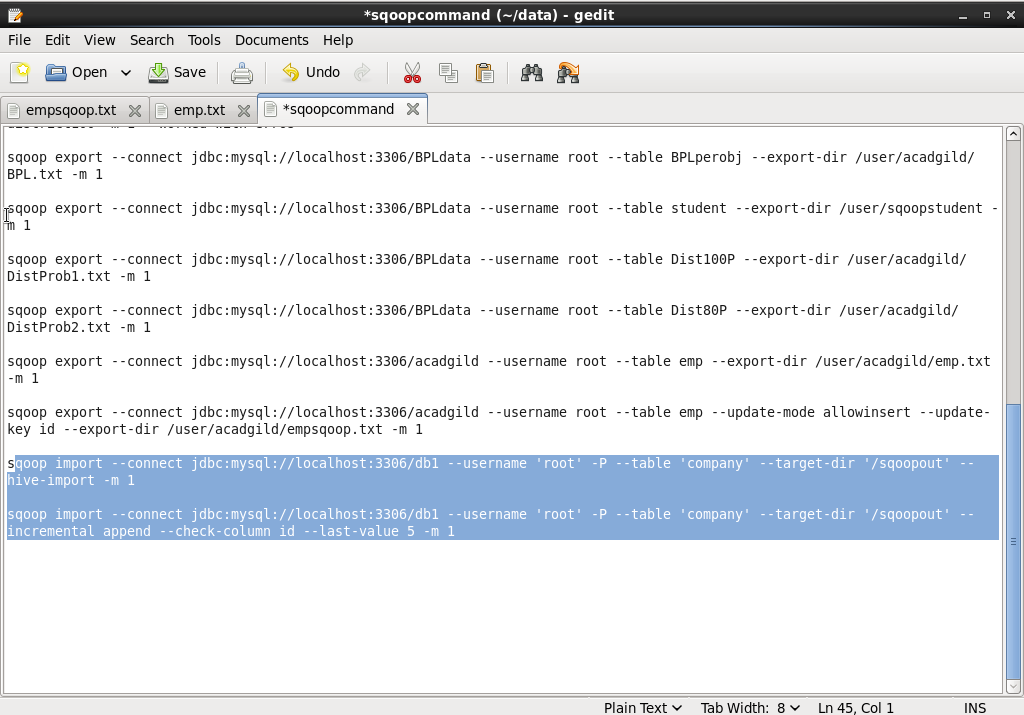 *sqoopcommand (~/data) - gedit
File Edit View Search Tools Documents Help
Open Save Undo
empsqoop.txt emp.txt *sqoopcommand
sqoop export --connect jdbc:mysql://localhost:3306/BPLdata --username root --table BPLperobj --export-dir /user/acadgild/
BPL.txt -m 1
sqoop export --connect jdbc:mysql://localhost:3306/BPLdata --username root --table student --export-dir /user/sqoopstudent -
m 1
sqoop export --connect jdbc:mysql://localhost:3306/BPLdata --username root --table Dist100P --export-dir /user/acadgild/
DistProb1.txt -m 1
sqoop export --connect jdbc:mysql://localhost:3306/BPLdata --username root --table Dist80P --export-dir /user/acadgild/
DistProb2.txt -m 1
sqoop export --connect jdbc:mysql://localhost:3306/acadgild --username root --table emp --export-dir /user/acadgild/emp.txt
-m 1
sqoop export --connect jdbc:mysql://localhost:3306/acadgild --username root --table emp --update-mode allowinsert --update-
key id --export-dir /user/acadgild/empsqoop.txt -m 1
sqoop import --connect jdbc:mysql://localhost:3306/db1 --username 'root' -P --table 'company' --target-dir '/sqoopout' --
hive-import -m 1
sqoop import --connect jdbc:mysql://localhost:3306/db1 --username 'root' -P --table 'company' --target-dir '/sqoopout' --
incremental append --check-column id --last-value 5 -m 1
Plain Text Tab Width: 8 Ln 45, Col 1 INS